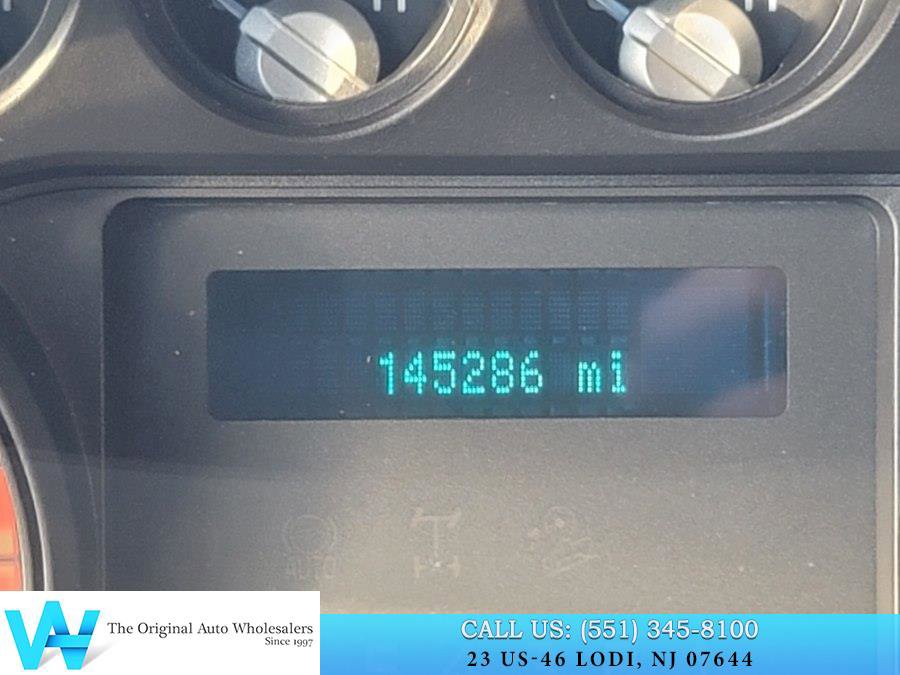 145286 mi
AUTO
The Original Auto Wholesalers
Since 1997
CALL US: (551) 345-8100
23 US-46 LODI, NJ 07644